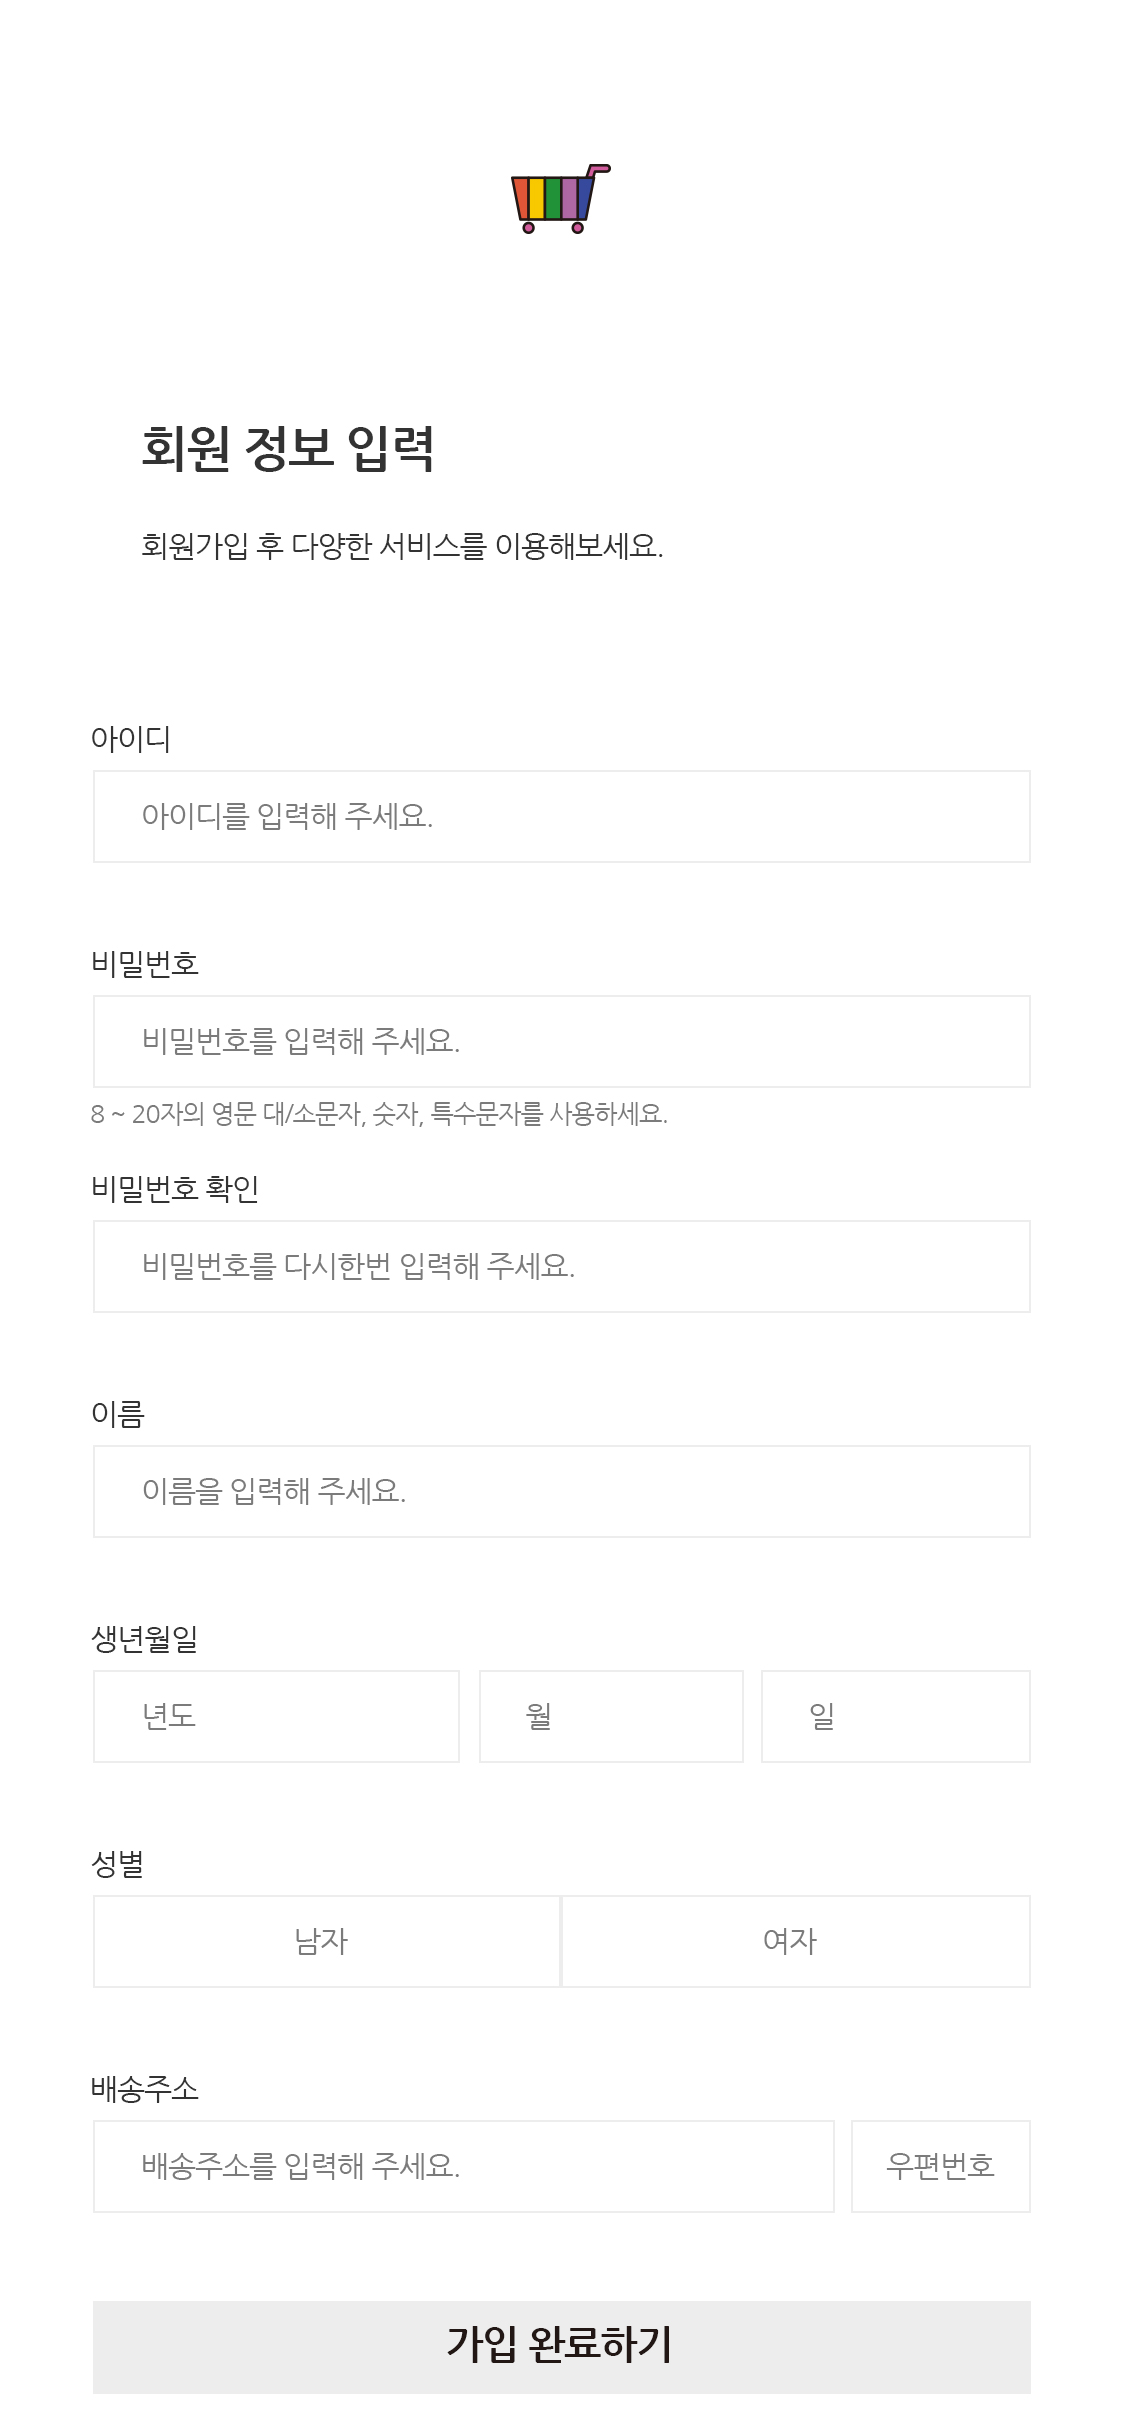 회원 정보 입력
회원가입 후 다양한 서비스를 이용해보세요.
아이디
아이디를 입력해 주세요.
비밀번호
비밀번호를 입력해 주세요.
8 ~ 20자의 영문 대/소문자, 숫자, 특수문자를 사용하세요.
비밀번호 확인
비밀번호를 다시한번 입력해 주세요.
이름
이름을 입력해 주세요.
생년월일
년도 월 일
성별
남자 여자
배송주소
배송주소를 입력해 주세요. 우편번호
가입 완료하기